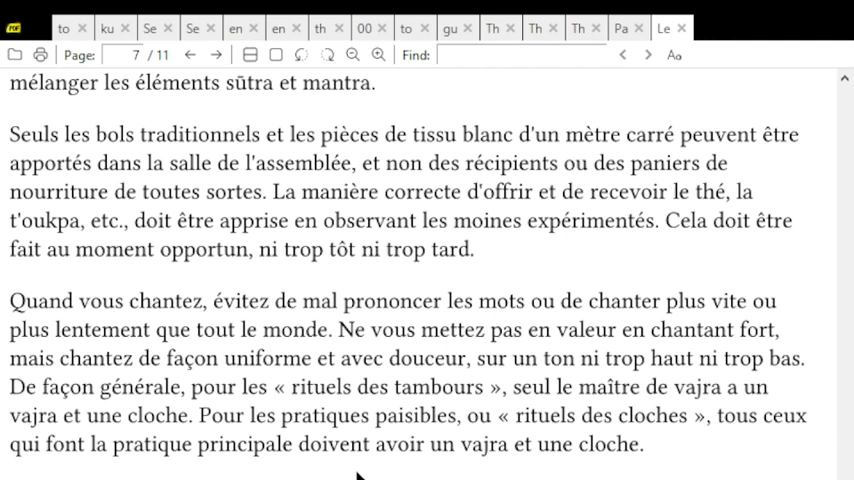 PDF
to
ku
Se
Se
en
en
th
00
to
gu
Th
Th
Th
Pa
Le
Page: 7 / 11 Find: Aa
mélanger les éléments sūtra et mantra.
Seuls les bols traditionnels et les pièces de tissu blanc d'un mètre carré peuvent être
apportés dans la salle de l'assemblée, et non des récipients ou des paniers de
nourriture de toutes sortes. La manière correcte d'offrir et de recevoir le thé, la
t'oukpa, etc., doit être apprise en observant les moines expérimentés. Cela doit être
fait au moment opportun, ni trop tôt ni trop tard.
Quand vous chantez, évitez de mal prononcer les mots ou de chanter plus vite ou
plus lentement que tout le monde. Ne vous mettez pas en valeur en chantant fort,
mais chantez de façon uniforme et avec douceur, sur un ton ni trop haut ni trop bas.
De façon générale, pour les « rituels des tambours », seul le maître de vajra a un
vajra et une cloche. Pour les pratiques paisibles, ou « rituels des cloches », tous ceux
qui font la pratique principale doivent avoir un vajra et une cloche.